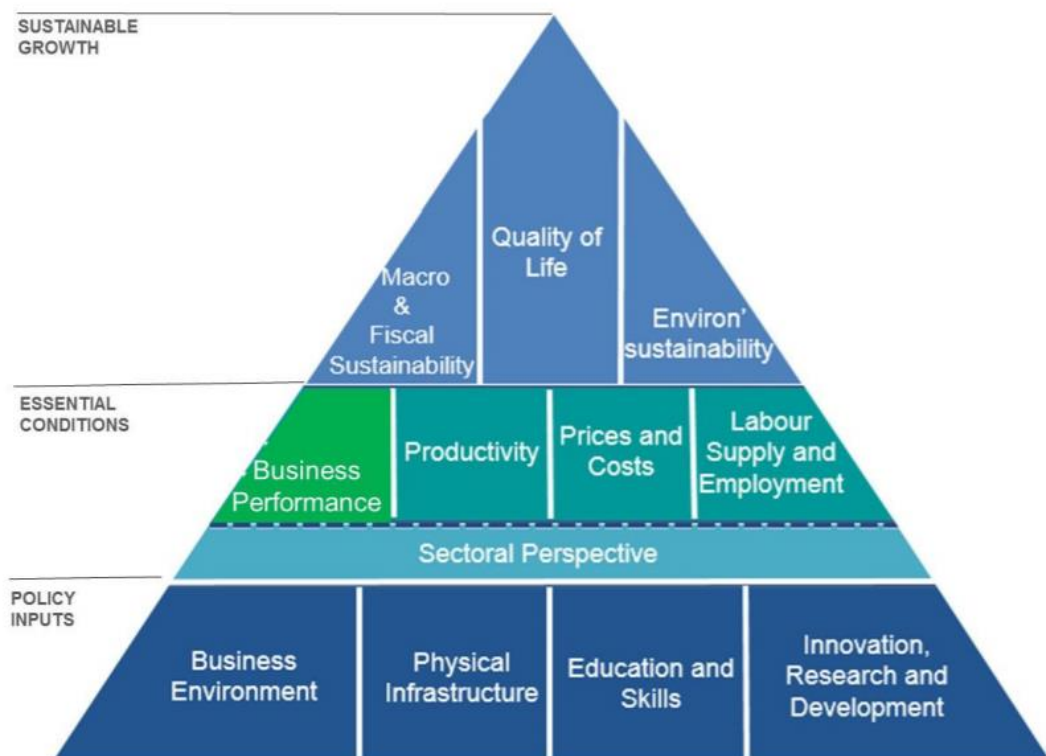 SUSTAINABLE
GROWTH
Quality of
Life
Macro
&
Fiscal
Sustainability
Environ’
sustainability
ESSENTIAL
CONDITIONS
Business
Performance
Productivity
Prices and
Costs
Labour
Supply and
Employment
Sectoral Perspective
POLICY
INPUTS
Business
Environment
Physical
Infrastructure
Education and
Skills
Innovation,
Research and
Development